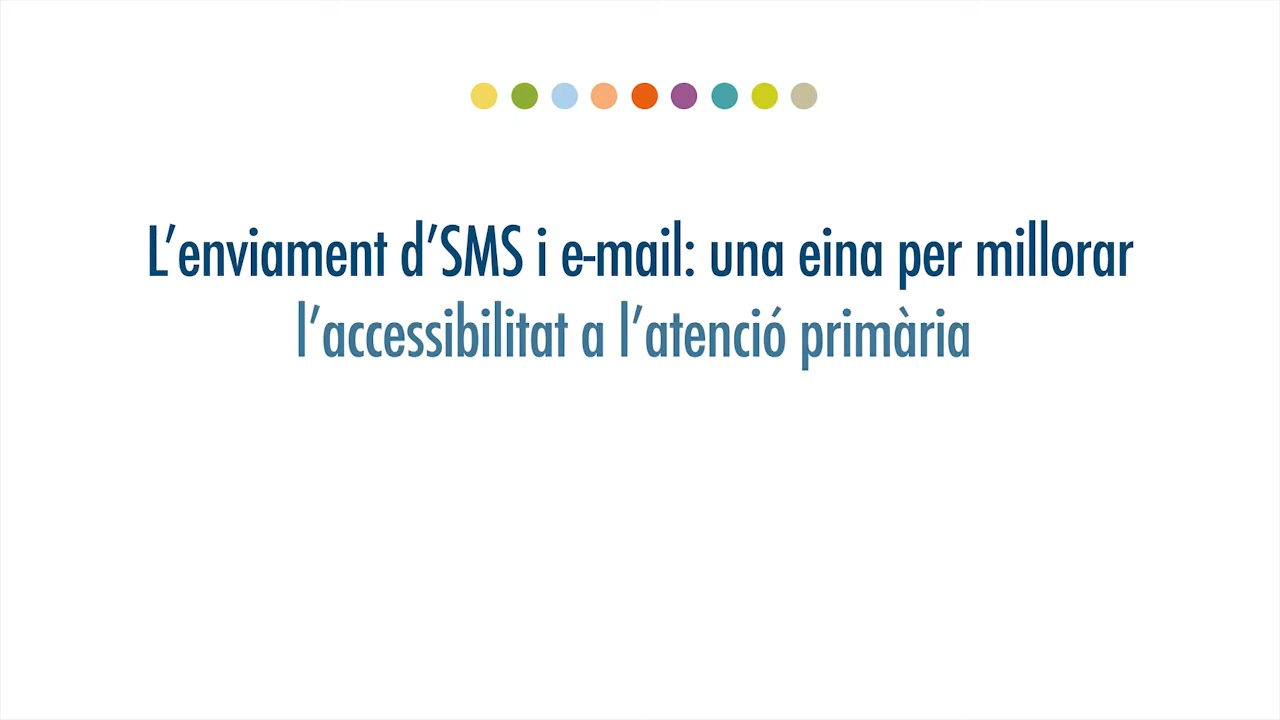 L’enviament d’SMS i e-mail: una eina per millorar
l’accessibilitat a l’atenció primària